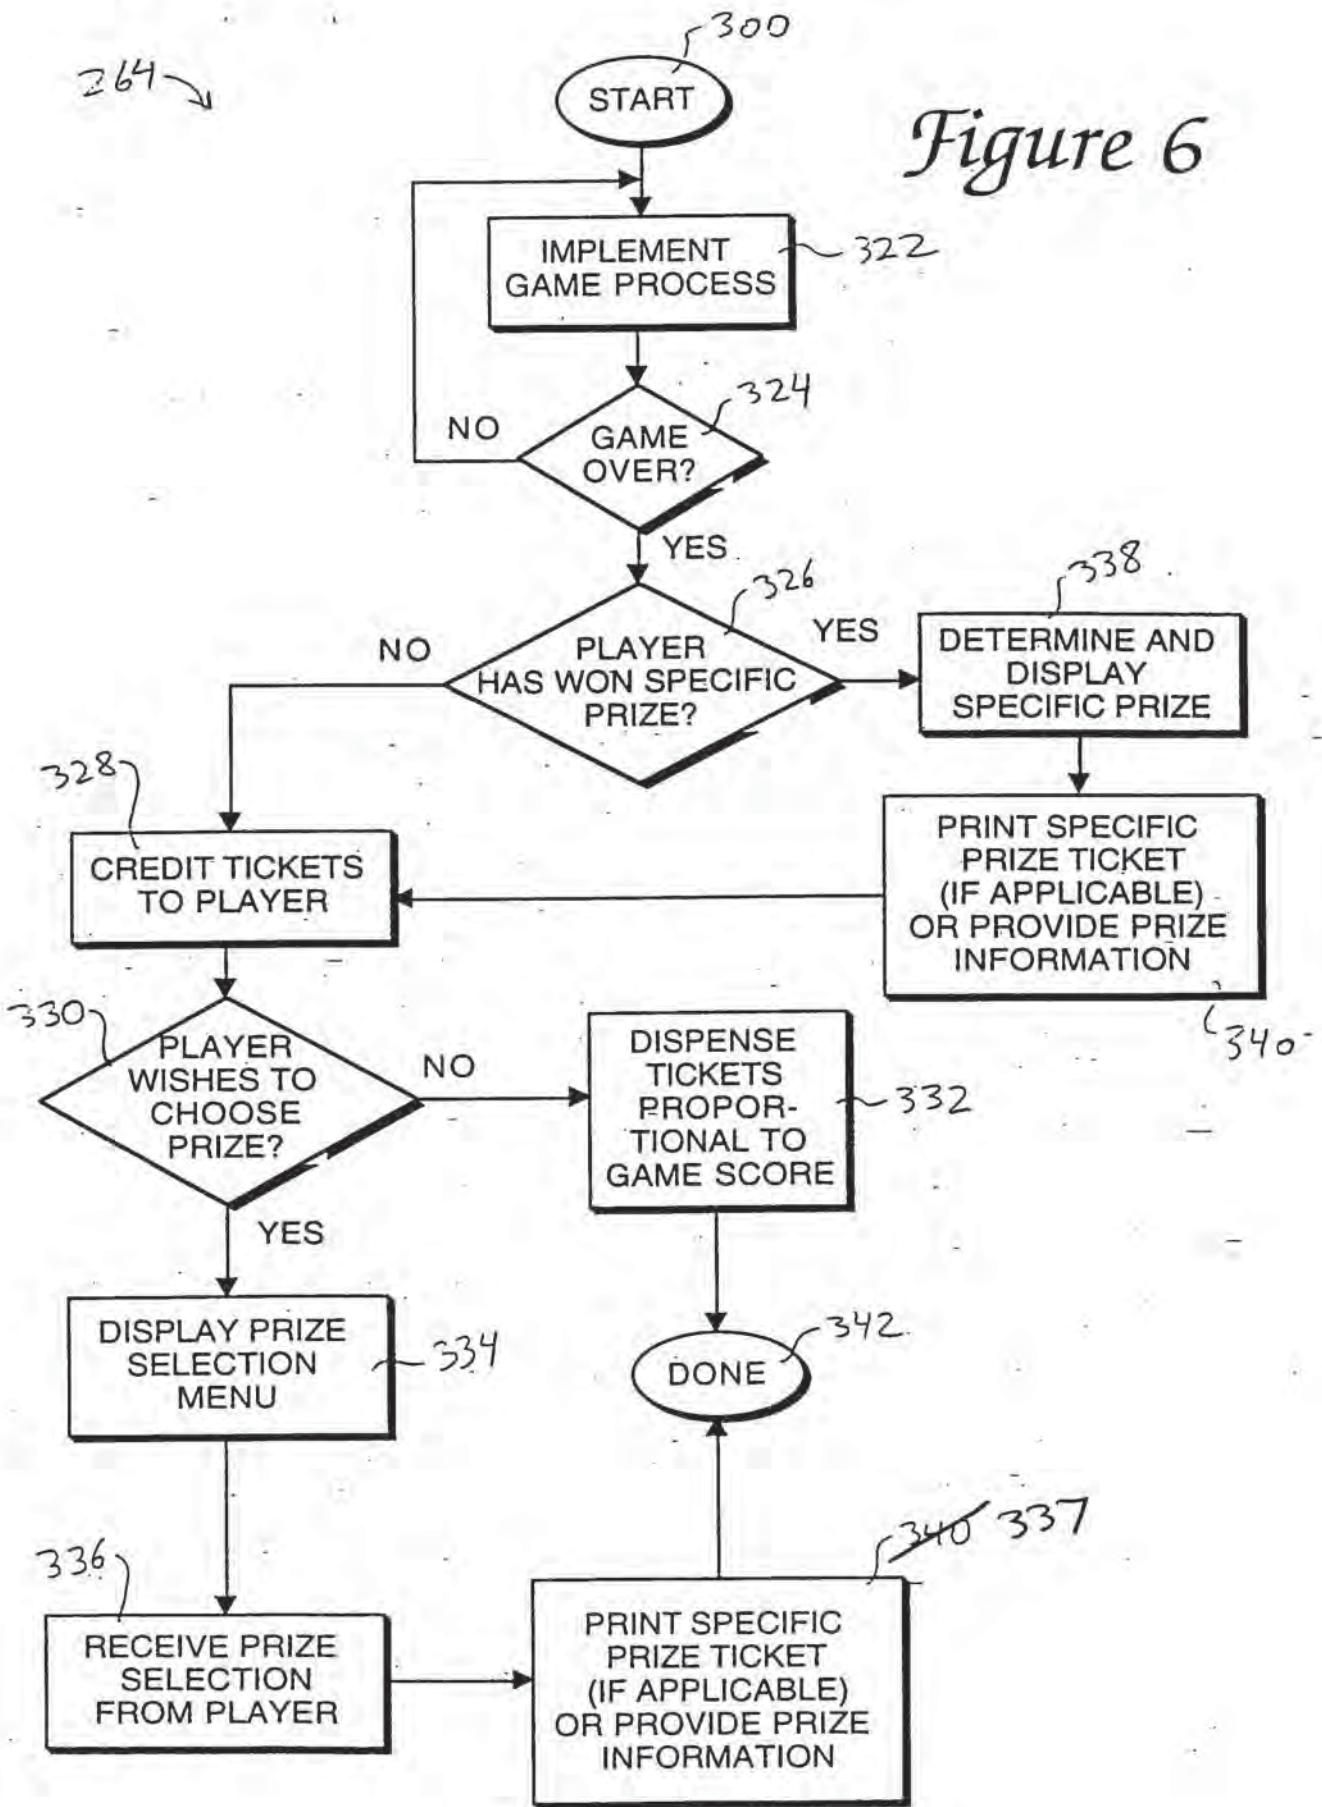 300
264
START
Figure 6
IMPLEMENT
GAME PROCESS
322
324
NO
GAME
OVER?
YES
326
338
NO
PLAYER
HAS WON SPECIFIC
PRIZE?
YES
DETERMINE AND
DISPLAY
SPECIFIC PRIZE
328
CREDIT TICKETS
TO PLAYER
PRINT SPECIFIC
PRIZE TICKET
(IF APPLICABLE)
OR PROVIDE PRIZE
INFORMATION
340
330
PLAYER
WISHES TO
CHOOSE
PRIZE?
NO
DISPENSE
TICKETS
PROPOR-
TIONAL TO
GAME SCORE
332
YES
DISPLAY PRIZE
SELECTION
MENU
334
342
DONE
340 337
336
RECEIVE PRIZE
SELECTION
FROM PLAYER
PRINT SPECIFIC
PRIZE TICKET
(IF APPLICABLE)
OR PROVIDE PRIZE
INFORMATION